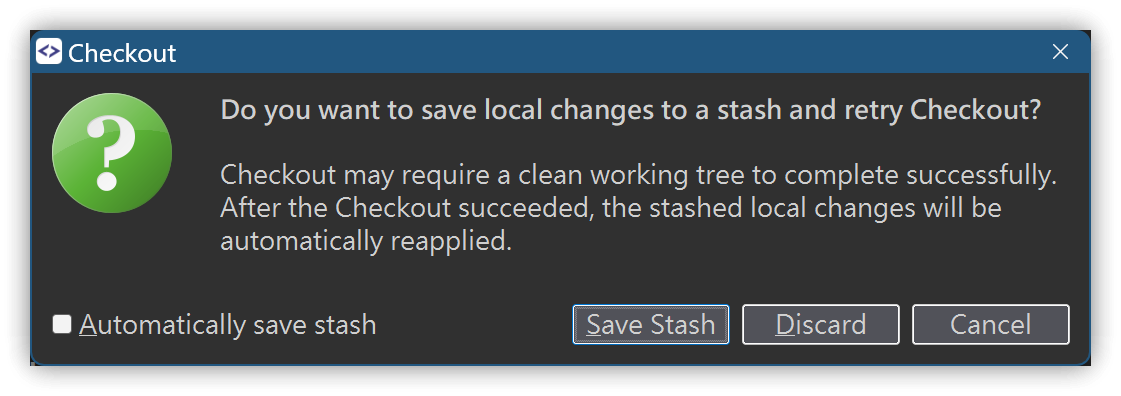 Checkout
Do you want to save local changes to a stash and retry Checkout?
Checkout may require a clean working tree to complete successfully.
After the Checkout succeeded, the stashed local changes will be
automatically reapplied.
Automatically save stash
Save Stash
Discard
Cancel